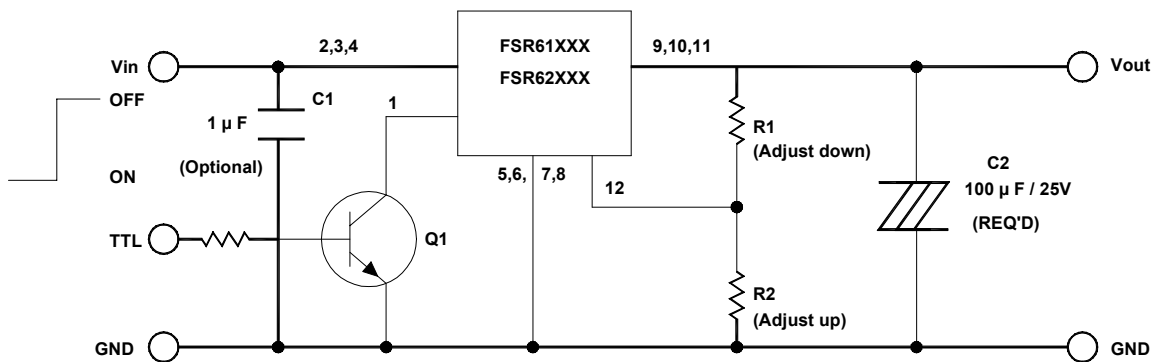 FSR61XXX
FSR62XXX
2,3,4
9,10,11
Vin
Vout
OFF
C1
1 µ F
(Optional)
1
R1
(Adjust down)
ON
5,6,
7,8
12
C2
100 µ F / 25V
(REQ'D)
TTL
Q1
R2
(Adjust up)
GND
GND